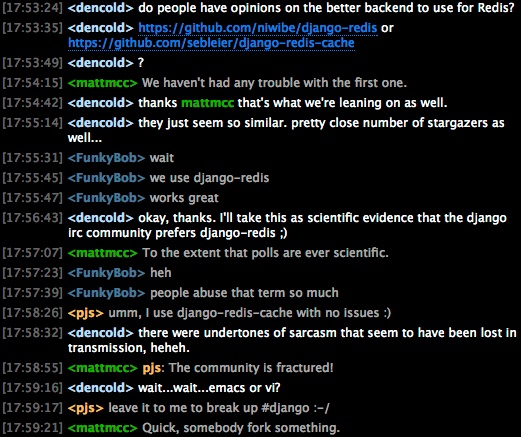 [17:53:24] <dencold> do people have opinions on the better backend to use for Redis?
[17:53:35] <dencold> https://github.com/niwibe/django-redis or
https://github.com/sebleier/django-redis-cache
[17:53:49] <dencold> ?
[17:54:15] <mattmcc> We haven't had any trouble with the first one.
[17:54:42] <dencold> thanks mattmcc that's what we're leaning on as well.
[17:55:14] <dencold> they just seem so similar. pretty close number of stargazers as
well...
[17:55:31] <FunkyBob> wait
[17:55:45] <FunkyBob> we use django-redis
[17:55:47] <FunkyBob> works great
[17:56:43] <dencold> okay, thanks. I'll take this as scientific evidence that the django
irc community prefers django-redis ;)
[17:57:07] <mattmcc> To the extent that polls are ever scientific.
[17:57:23] <FunkyBob> heh
[17:57:39] <FunkyBob> people abuse that term so much
[17:58:26] <pjs> umm, I use django-redis-cache with no issues :)
[17:58:32] <dencold> there were undertones of sarcasm that seem to have been lost in
transmission, heheh.
[17:58:55] <mattmcc> pjs: The community is fractured!
[17:59:16] <dencold> wait...wait...emacs or vi?
[17:59:17] <pjs> leave it to me to break up #django :-/
[17:59:21] <mattmcc> Quick, somebody fork something.